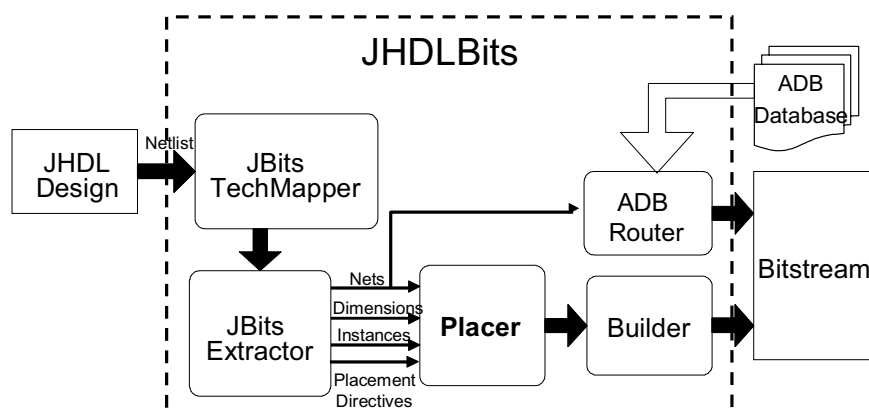 JHDLBits
ADB
Database
Netlist
JHDL
Design
JBits
TechMapper
ADB
Router
Bitstream
Nets
Dimensions
Instances
Placement
Directives
JBits
Extractor
Placer
Builder